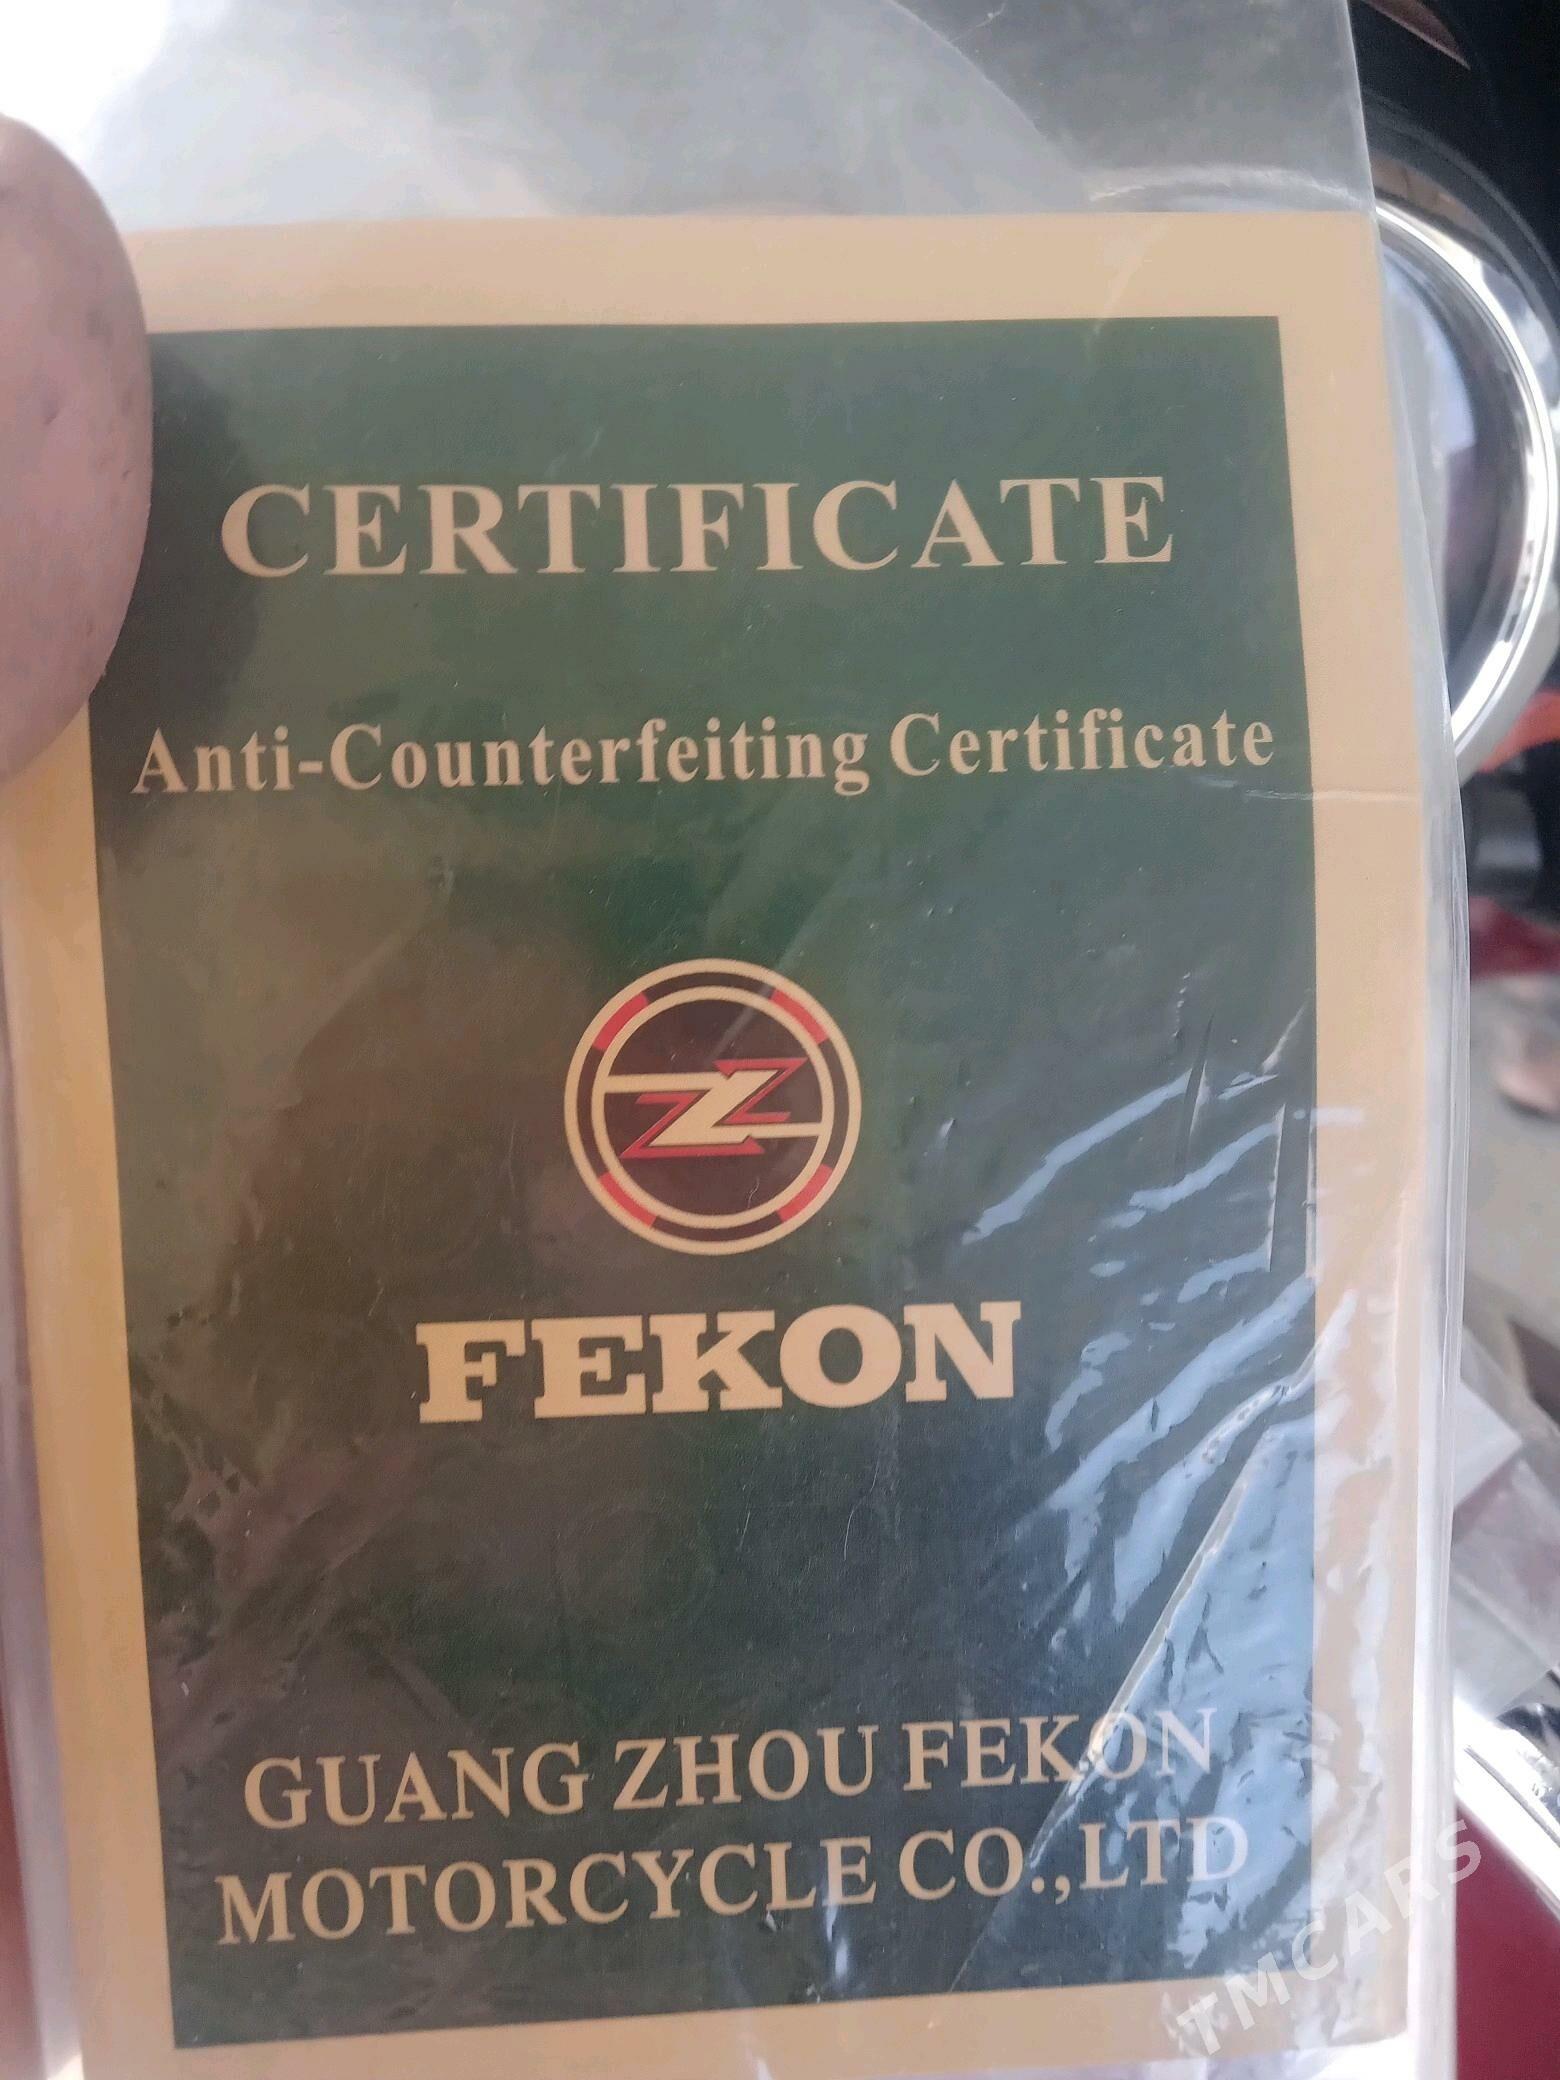 CERTIFICATE
Anti-Counterfeiting Certificate
FEKON
GUANG ZHOU FEKON
MOTORCYCLE CO.,LTD
TMCARS